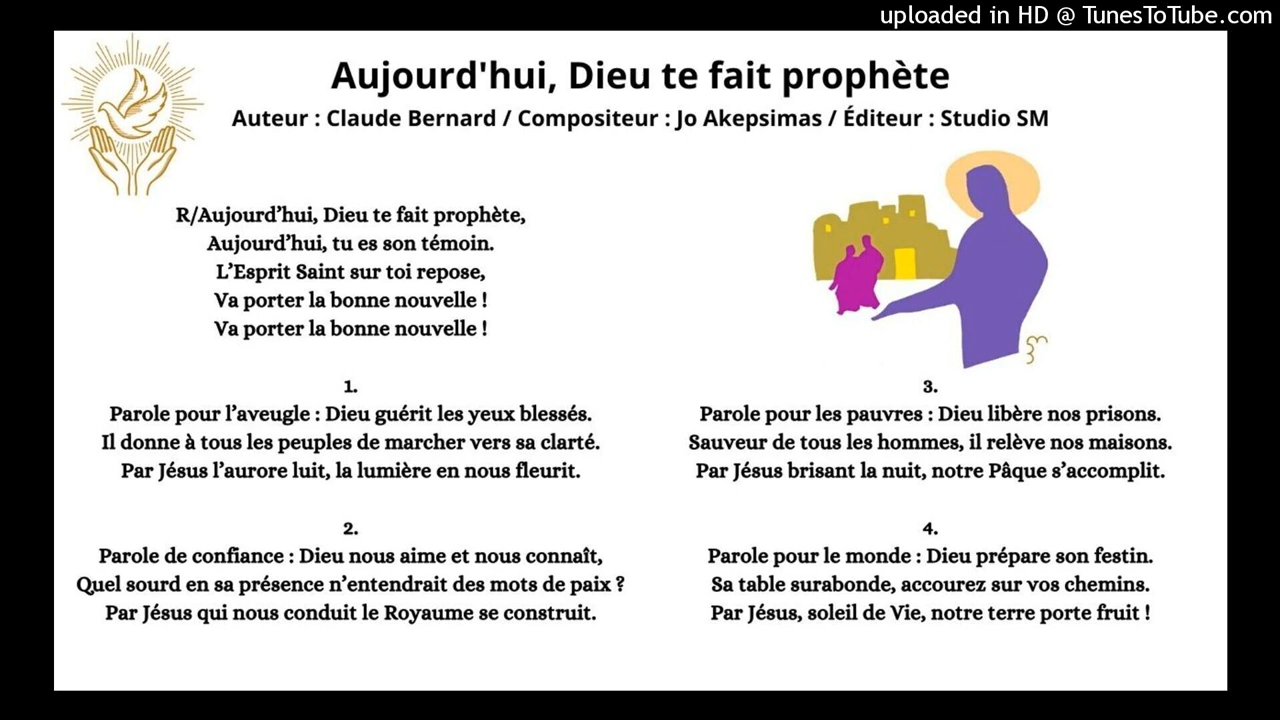 uploaded in HD @ TunesToTube.com
Aujourd'hui, Dieu te fait prophète
Auteur : Claude Bernard / Compositeur : Jo Akepsimas / Éditeur : Studio SM
R/Aujourd’hui, Dieu te fait prophète,
Aujourd’hui, tu es son témoin.
L’Esprit Saint sur toi repose,
Va porter la bonne nouvelle !
Va porter la bonne nouvelle !
1.
Parole pour l’aveugle : Dieu guérit les yeux blessés.
Il donne à tous les peuples de marcher vers sa clarté.
Par Jésus l’aurore luit, la lumière en nous fleurit.
2.
Parole de confiance : Dieu nous aime et nous connaît,
Quel sourd en sa présence n’entendrait des mots de paix ?
Par Jésus qui nous conduit le Royaume se construit.
3.
Parole pour les pauvres : Dieu libère nos prisons.
Sauveur de tous les hommes, il relève nos maisons.
Par Jésus brisant la nuit, notre Pâque s’accomplit.
4.
Parole pour le monde : Dieu prépare son festin.
Sa table surabonde, accourez sur vos chemins.
Par Jésus, soleil de Vie, notre terre porte fruit !